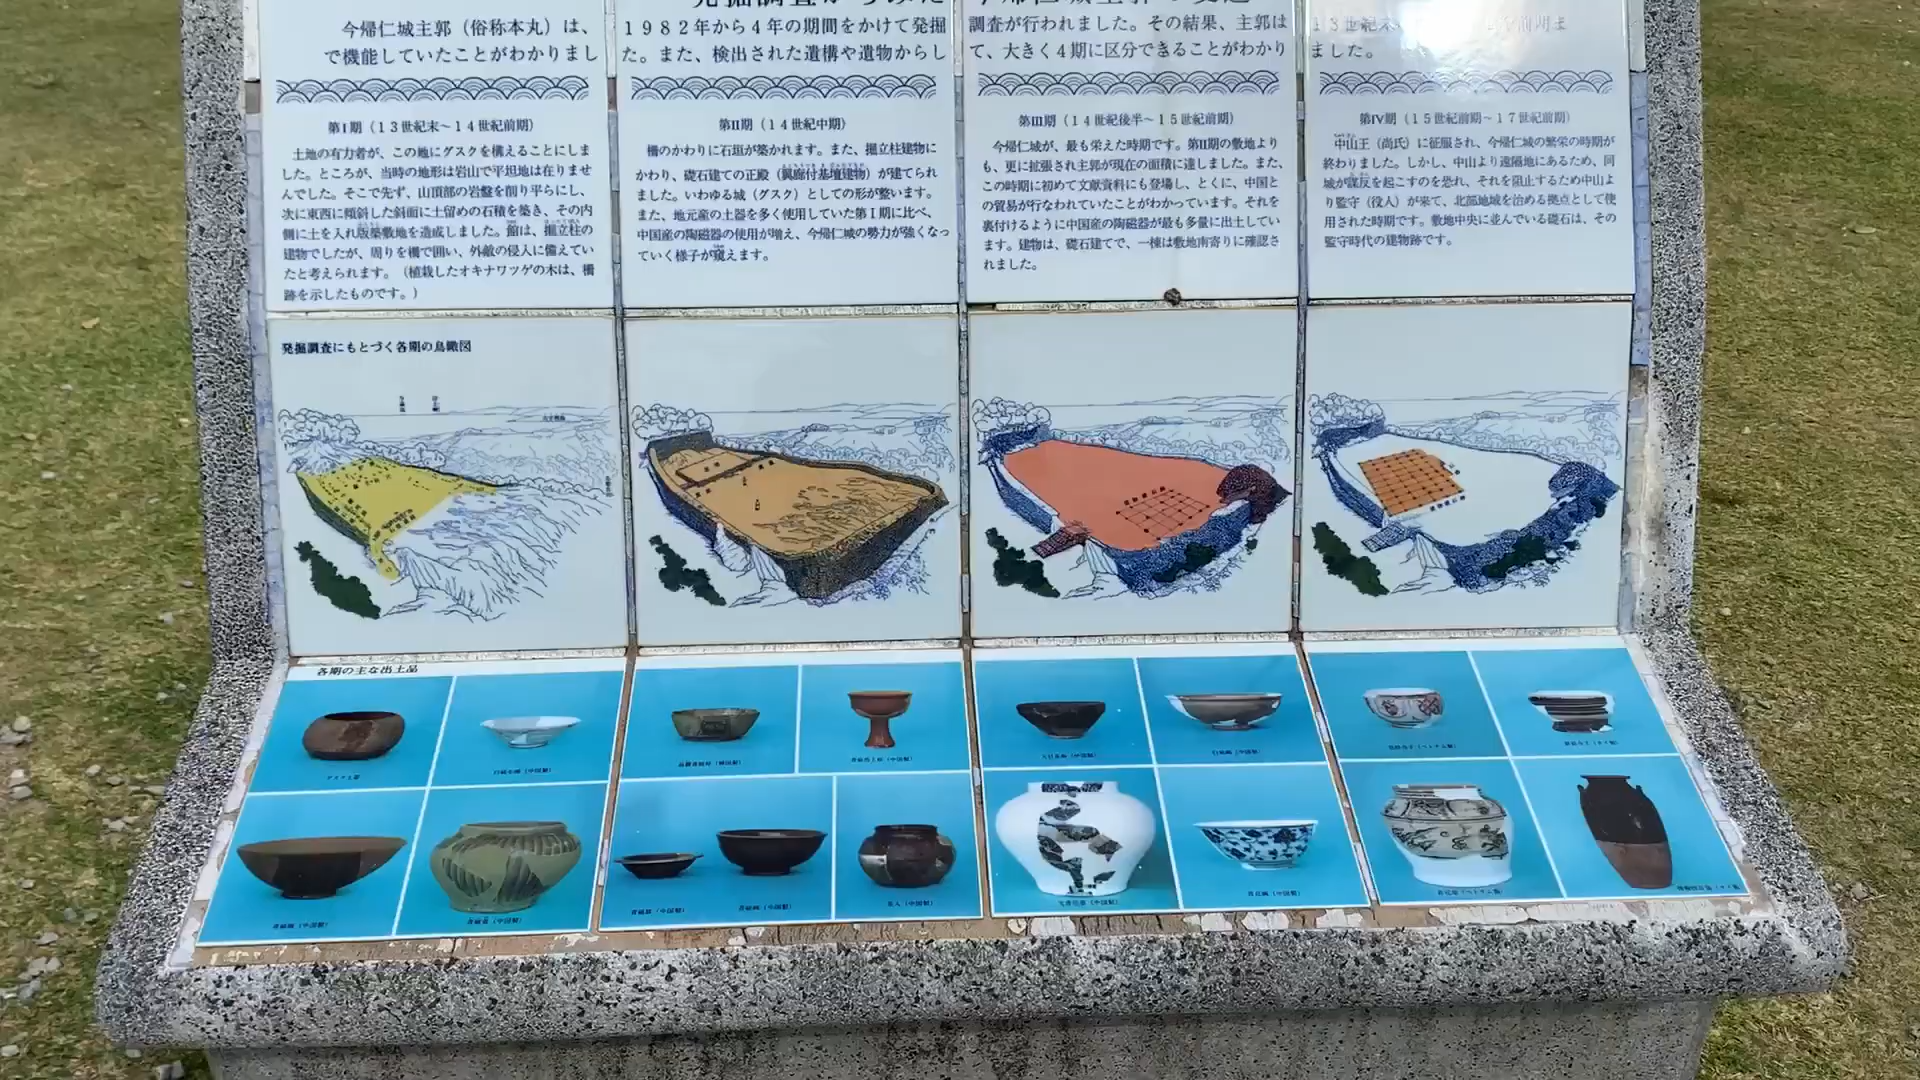 今帰仁城主郭（俗称本丸）は、
１９８２年から４年の期間をかけて発掘
調査が行われました。その結果、主郭は
で機能していたことがわかりまし
た。また、検出された遺構や遺物からし
て、大きく４期に区分できることがわかり
ました。
第Ⅰ期（１３世紀末〜１４世紀前期）
土地の有力者が、この地にグスクを構えることにしま
した。ところが、当時の地形は岩山で平坦地は在りませ
んでした。そこで先ず、山頂部の岩盤を削り平らにし、
次に東西に傾斜した斜面に土留めの石積を築き、その内
側に土を入れ版築敷地を造成しました。館は、掘立柱の
建物でしたが、周りを柵で囲い、外敵の侵入に備えてい
たと考えられます。（植栽したオキナワツゲの木は、柵
跡を示したものです。）
第Ⅱ期（１４世紀中期）
柵のかわりに石垣が築かれます。また、掘立柱建物に
かわり、礎石建ての正殿（翼廊付基壇建物）が建てられ
ました。いわゆる城（グスク）としての形が整います。
また、地元産の土器を多く使用していた第Ⅰ期に比べ、
中国産の陶磁器の使用が増え、今帰仁城の勢力が強くなっ
ていく様子が窺えます。
第Ⅲ期（１４世紀後半〜１５世紀前期）
今帰仁城が、最も栄えた時期です。第Ⅱ期の敷地より
も、更に拡張され主郭が現在の面積に達しました。また、
この時期に初めて文献資料にも登場し、とくに、中国と
の貿易が行なわれていたことがわかっています。それを
裏付けるように中国産の陶磁器が最も多量に出土してい
ます。建物は、礎石建てで、一棟は敷地南寄りに確認さ
れました。
第Ⅳ期（１５世紀前期〜１７世紀前期）
中山王（尚氏）に征服され、今帰仁城の繁栄の時期が
終わりました。しかし、中山より遠隔地にあるため、同
城が謀反を起こすのを恐れ、それを阻止するため中山よ
り監守（役人）が来て、北部地域を治める拠点として使
用された時期です。敷地中央に並んでいる礎石は、その
監守時代の建物跡です。
発掘調査にもとづく各期の鳥瞰図
各期の主な出土品